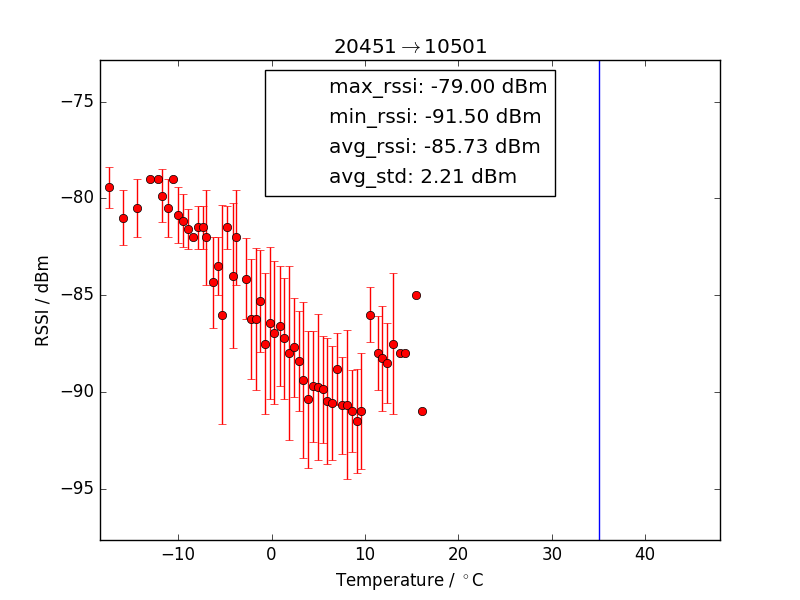 20451→10501
max_rssi: -79.00 dBm
min_rssi: -91.50 dBm
avg_rssi: -85.73 dBm
avg_std: 2.21 dBm
−75
−80
−85
−90
−95
RSSI / dBm
−10 0 10 20 30 40
Temperature / °C